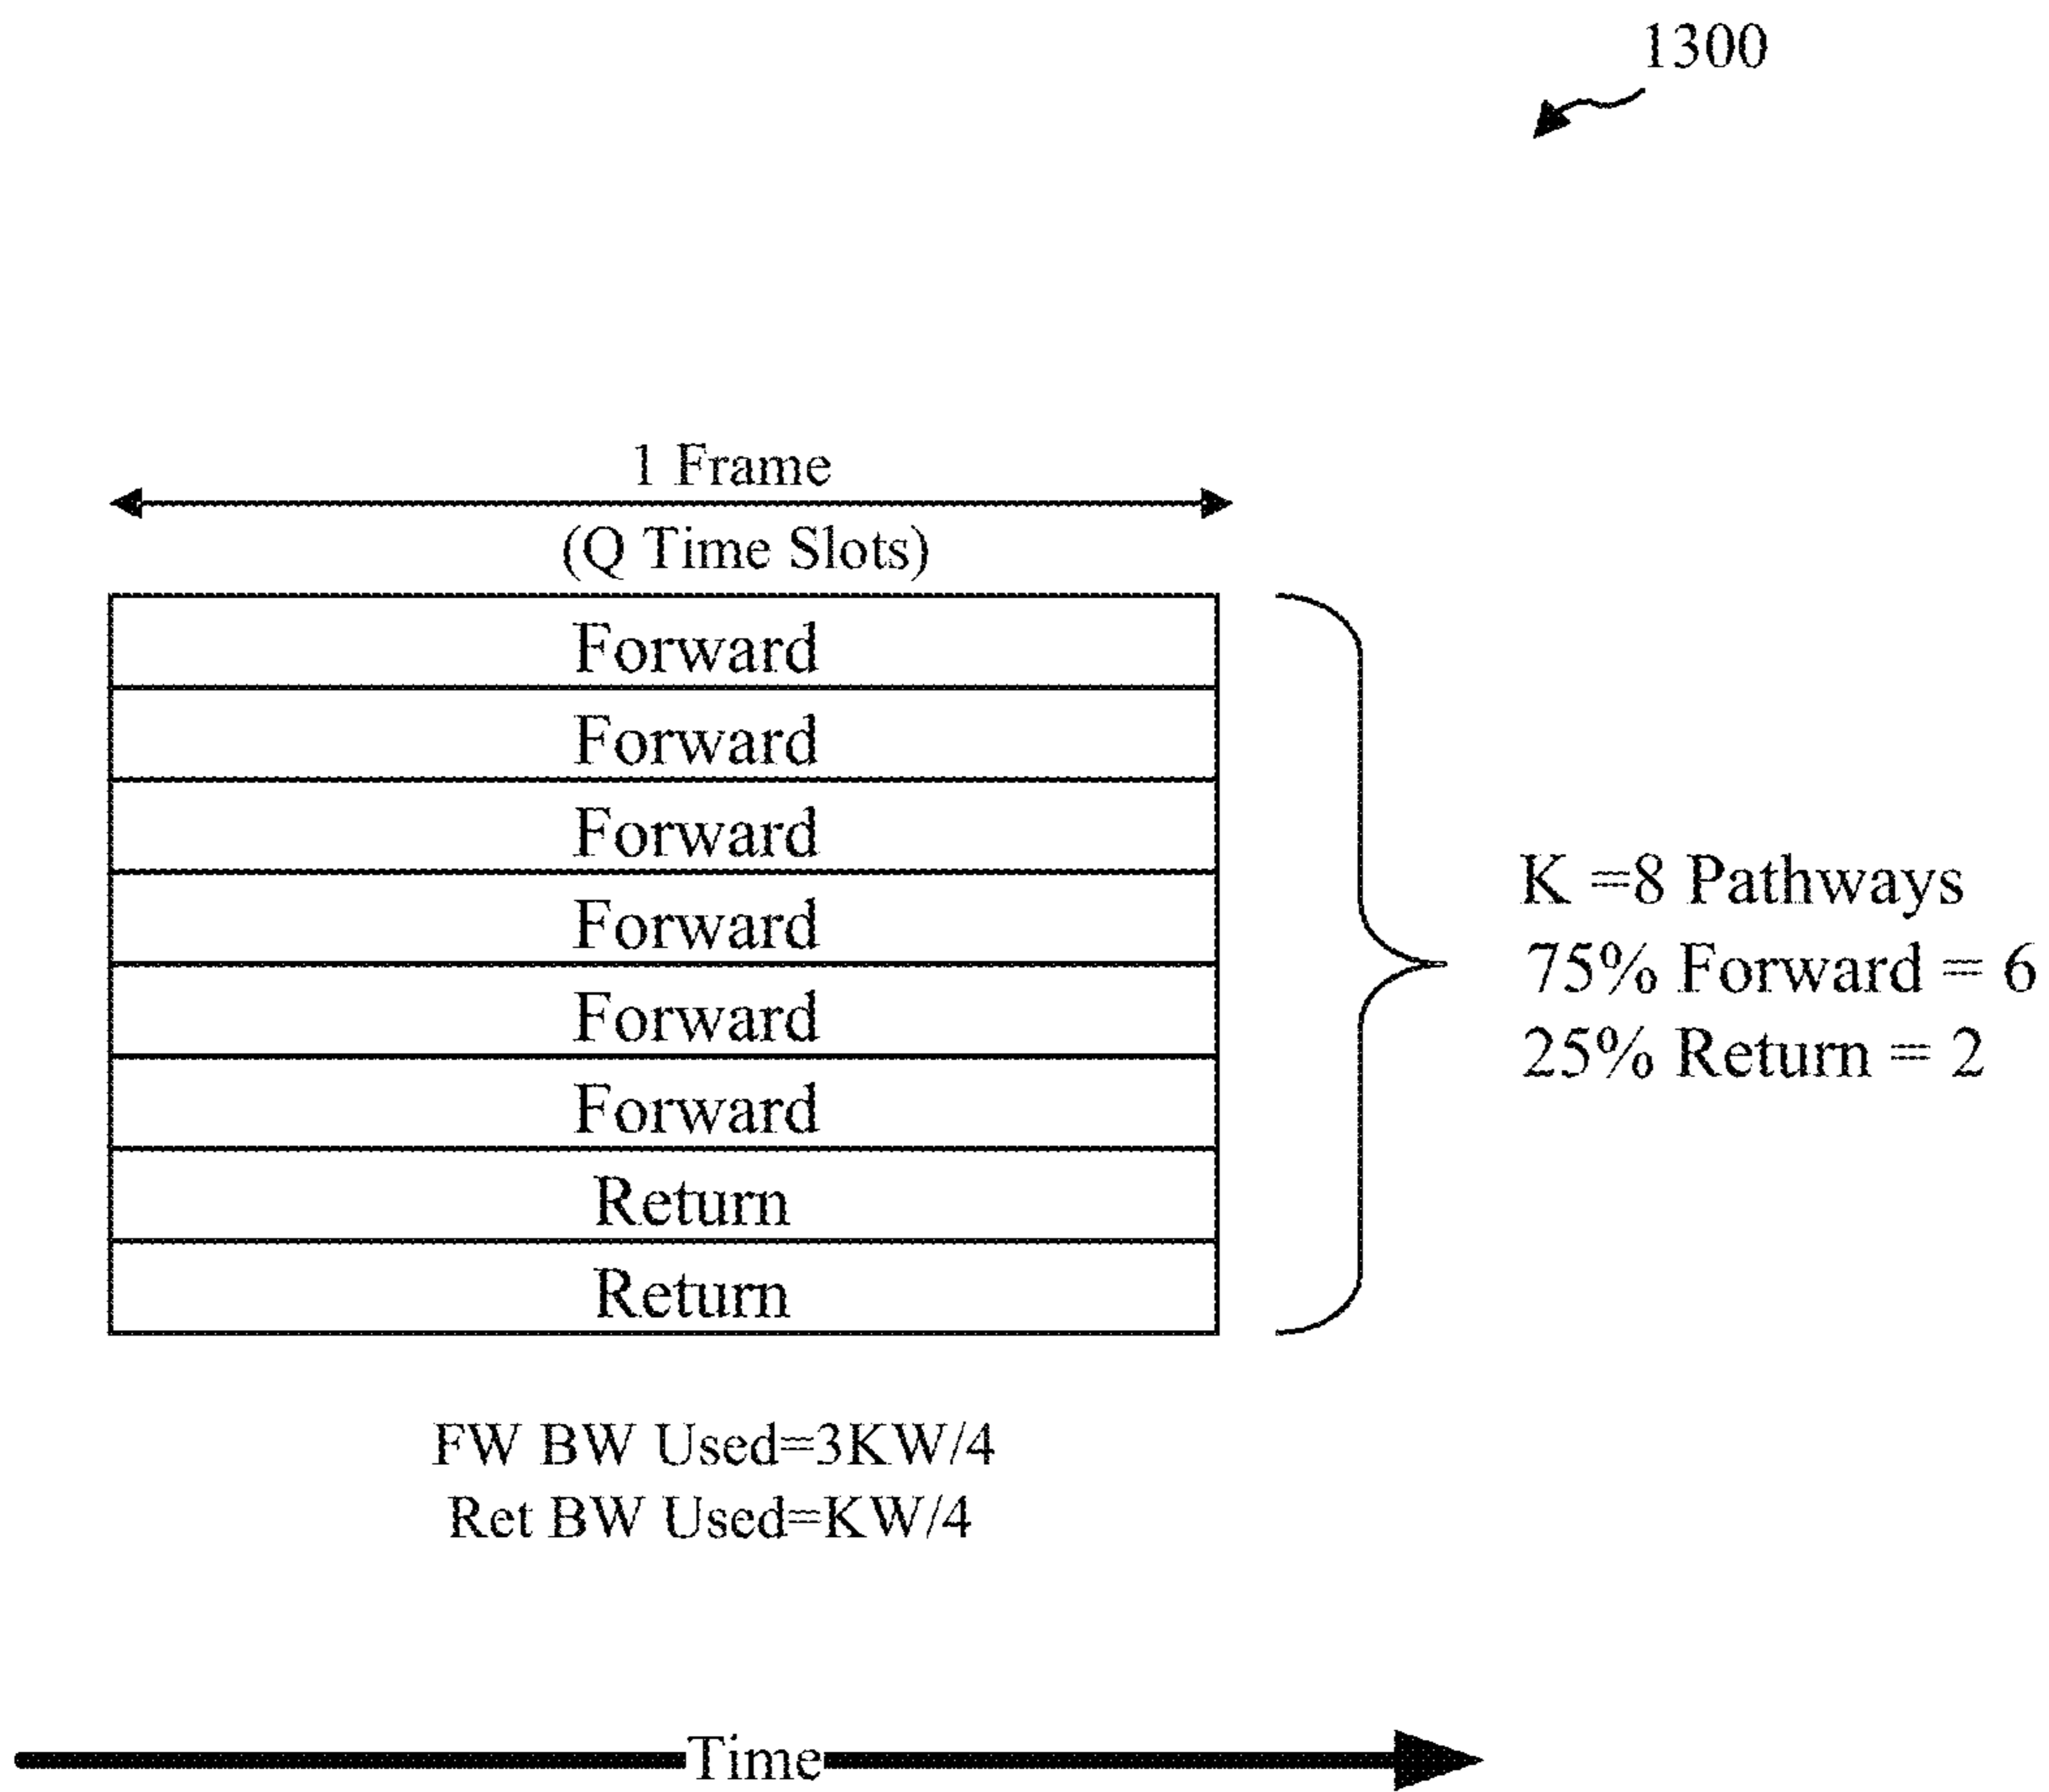 1300
1 Frame
(Q Time Slots)
Forward
Forward
Forward
Forward
Forward
Forward
Return
Return
K =8 Pathways
75% Forward = 6
25% Return = 2
FW BW Used=3KW/4
Ret BW Used=KW/4
Time